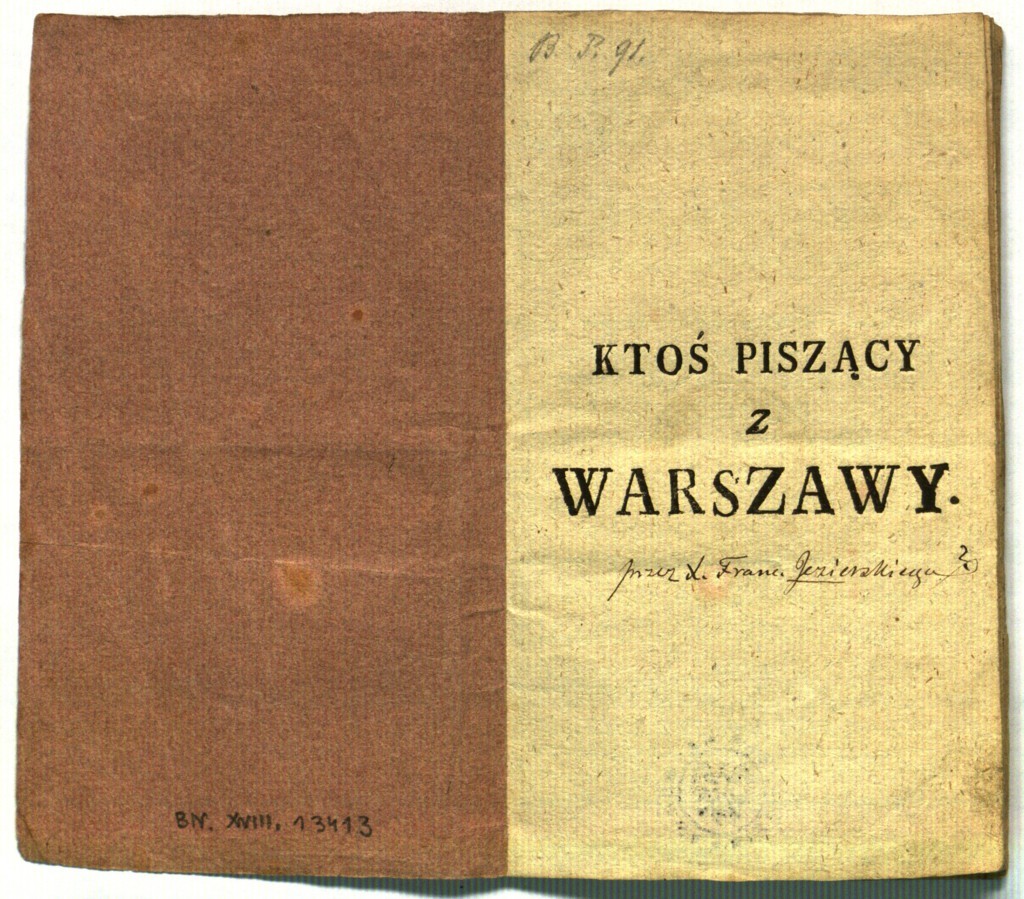 B. P. 91.
KTOŚ PISZĄCY
Z
WARSZAWY.
przez X. Franc. Jezierskiego ?
BN. XVIII, 13413